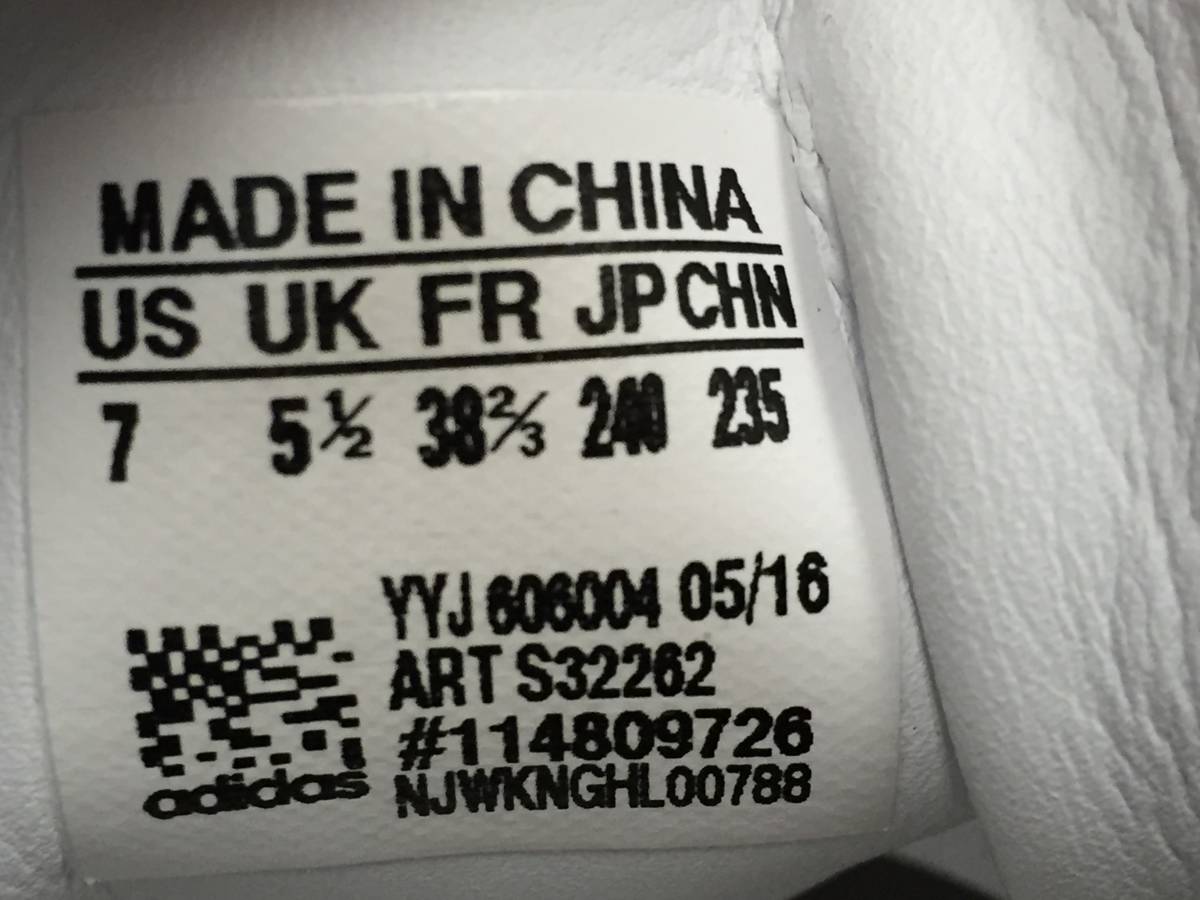 MADE IN CHINA
US UK FR JP CHN
7 5½ 38⅔ 240 235
YYJ 606004 05/16
ART S32262
#114809726
adidas NJWKNGHL00788